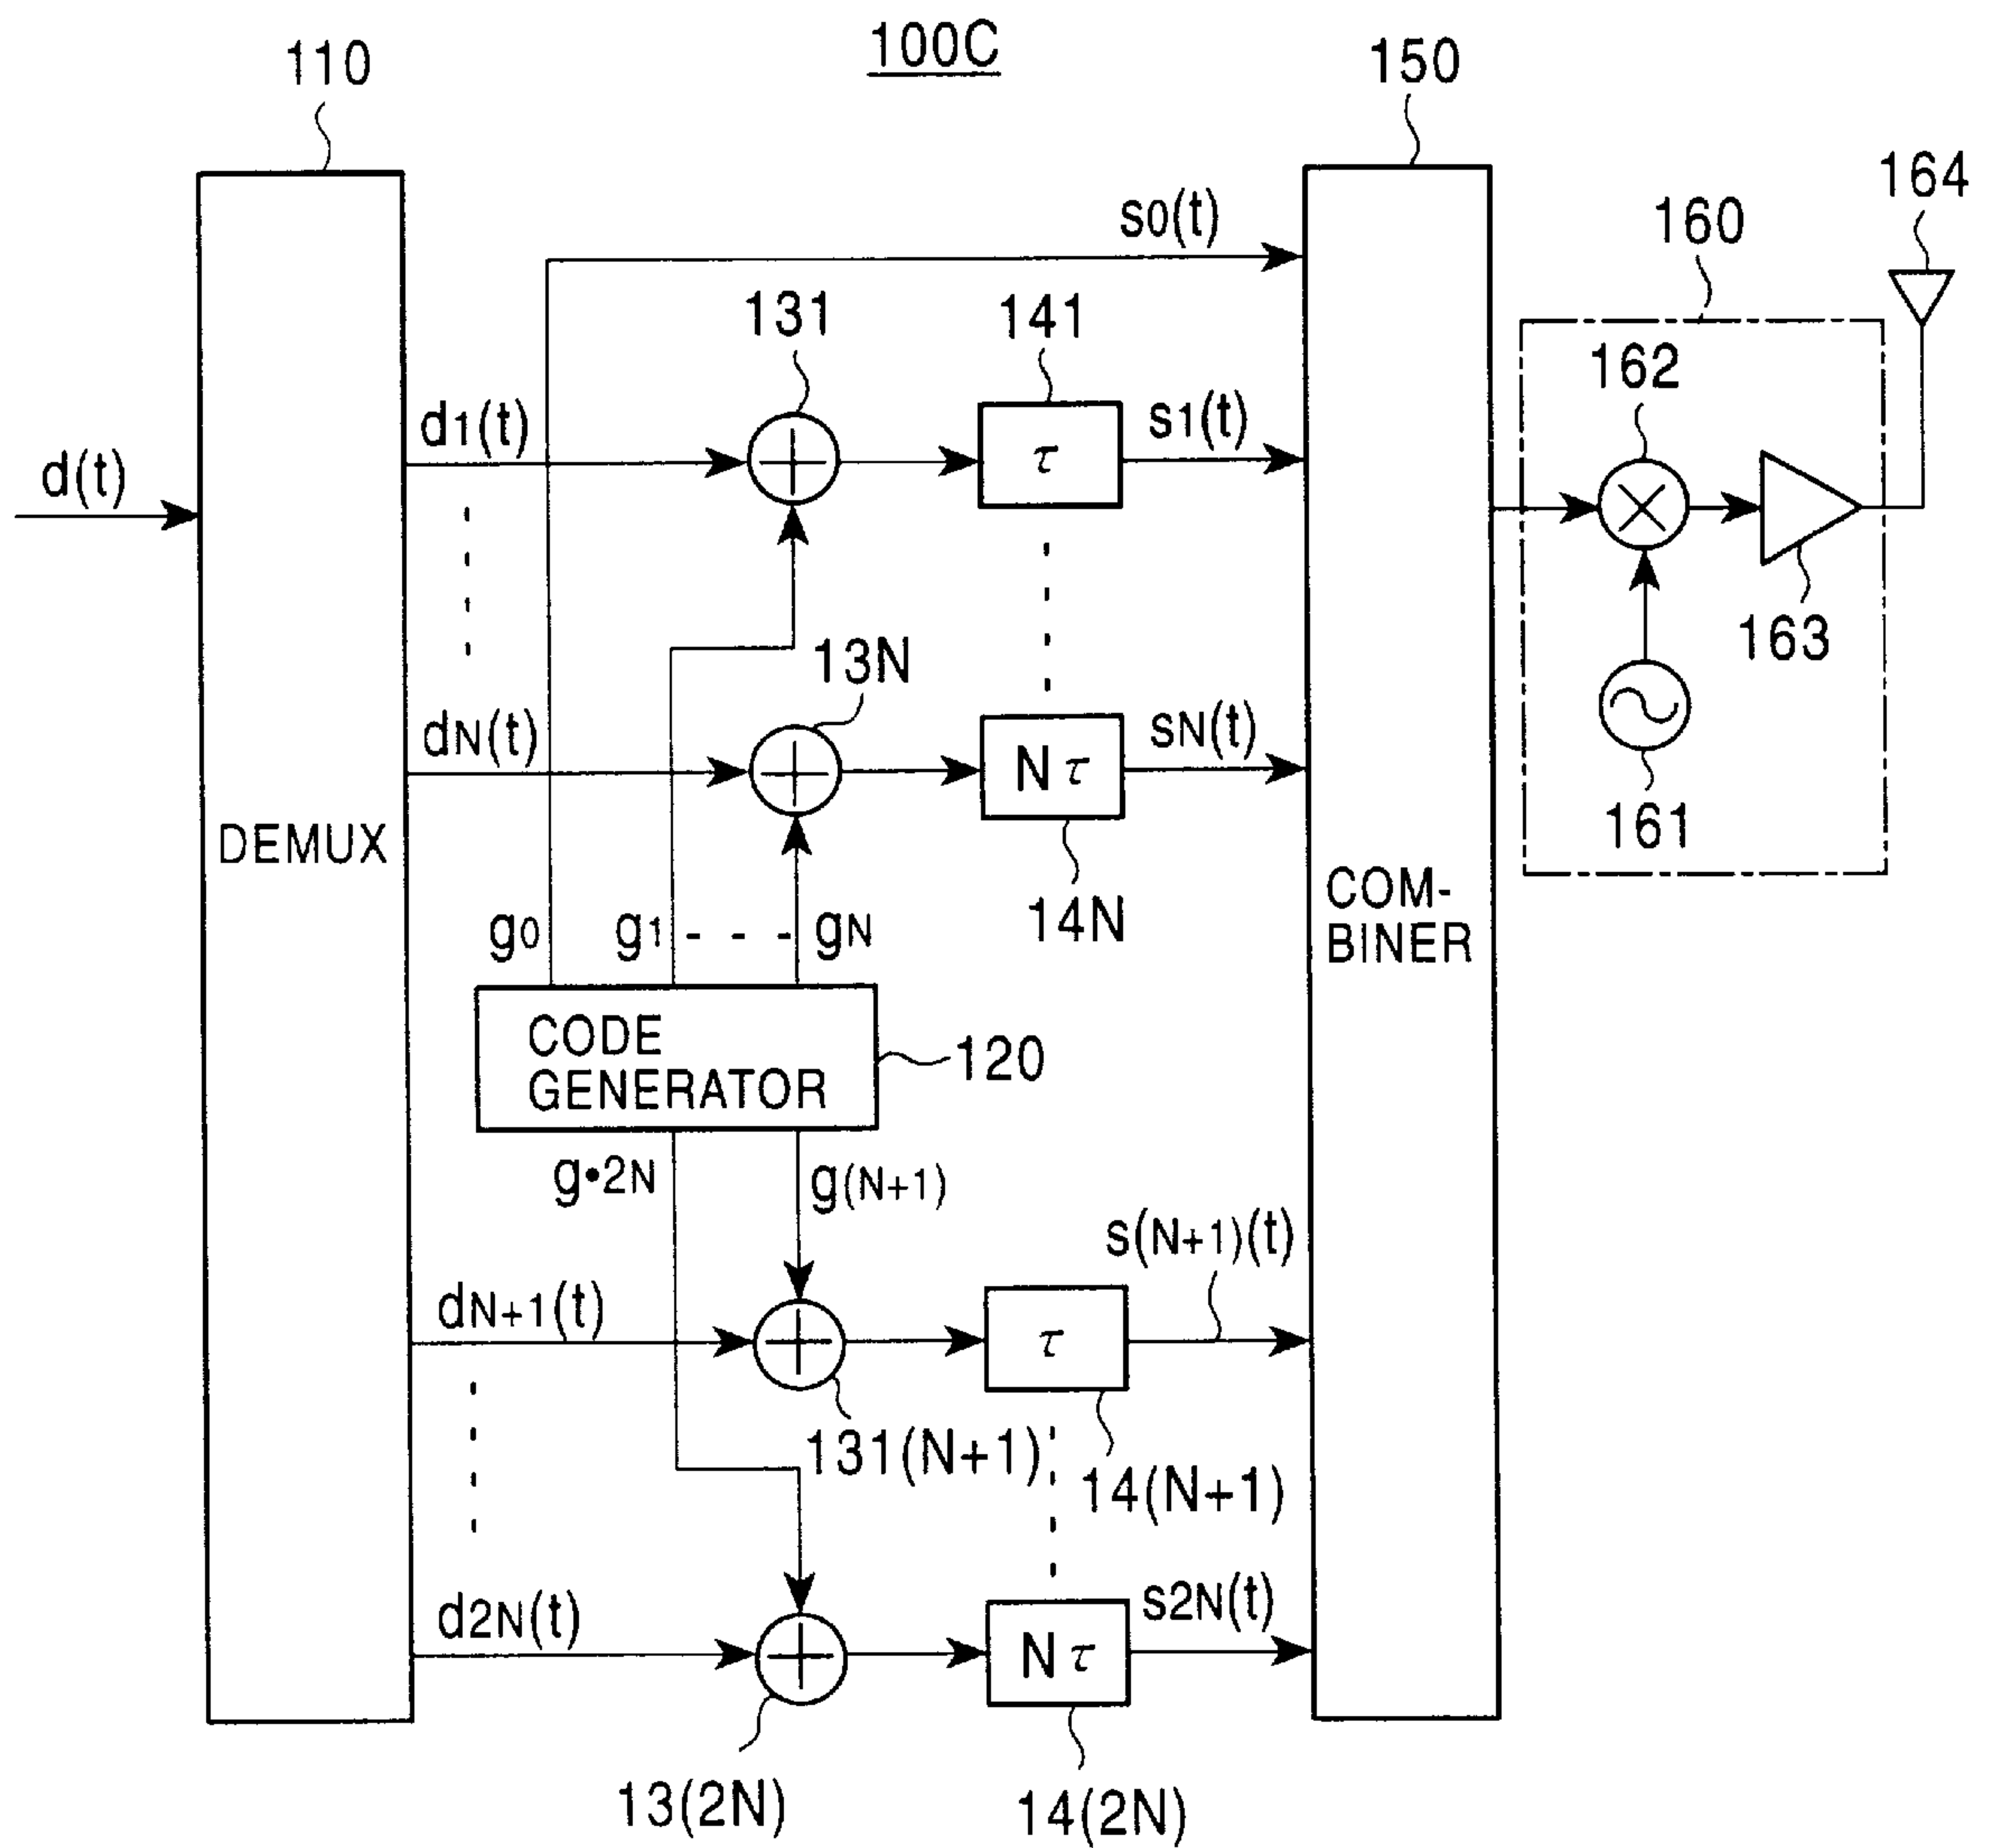 100C
110
150
164
160
s0(t)
131
141
162
d1(t)
s1(t)
d(t)
τ
163
13N
dN(t)
sN(t)
N τ
161
DEMUX
14N
COM-
BINER
g0
g1
gN
CODE
GENERATOR
120
g•2N
g(N+1)
s(N+1)(t)
dN+1(t)
τ
131(N+1)
14(N+1)
d2N(t)
s2N(t)
N τ
13(2N)
14(2N)